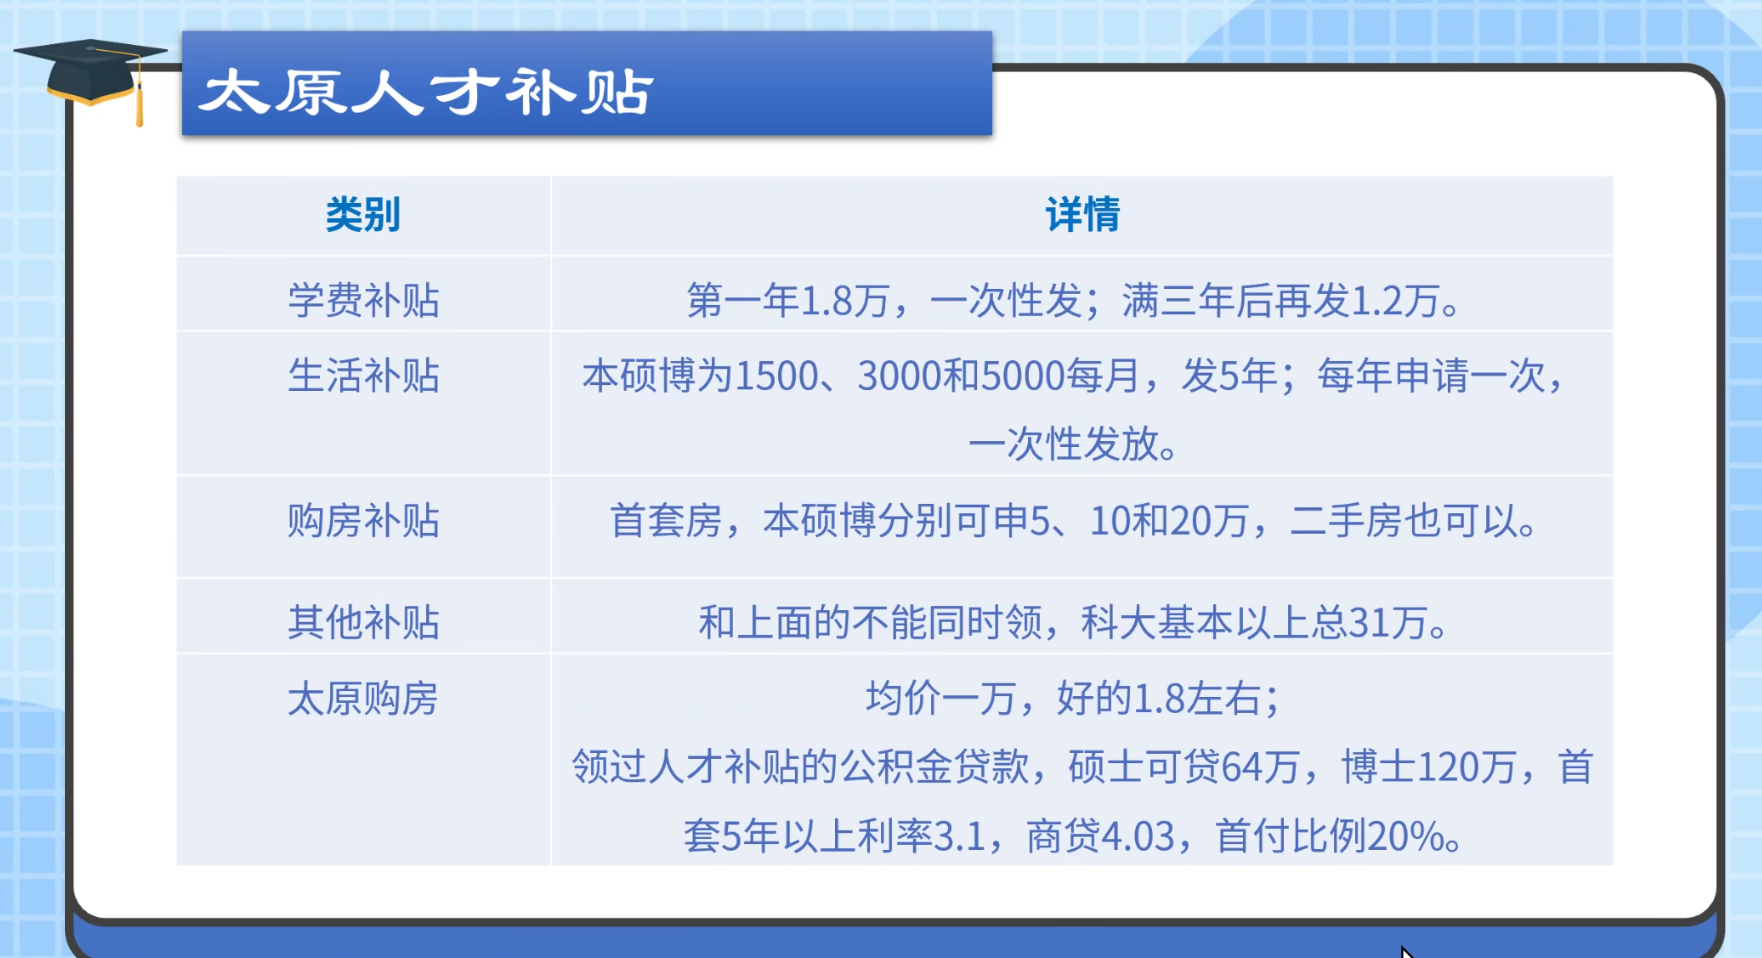 太原人才补贴
类别 详情
学费补贴 第一年1.8万，一次性发；满三年后再发1.2万。
生活补贴 本硕博为1500、3000和5000每月，发5年；每年申请一次，
一次性发放。
购房补贴 首套房，本硕博分别可申5、10和20万，二手房也可以。
其他补贴 和上面的不能同时领，科大基本以上总31万。
太原购房 均价一万，好的1.8左右；
领过人才补贴的公积金贷款，硕士可贷64万，博士120万，首
套5年以上利率3.1，商贷4.03，首付比例20%。